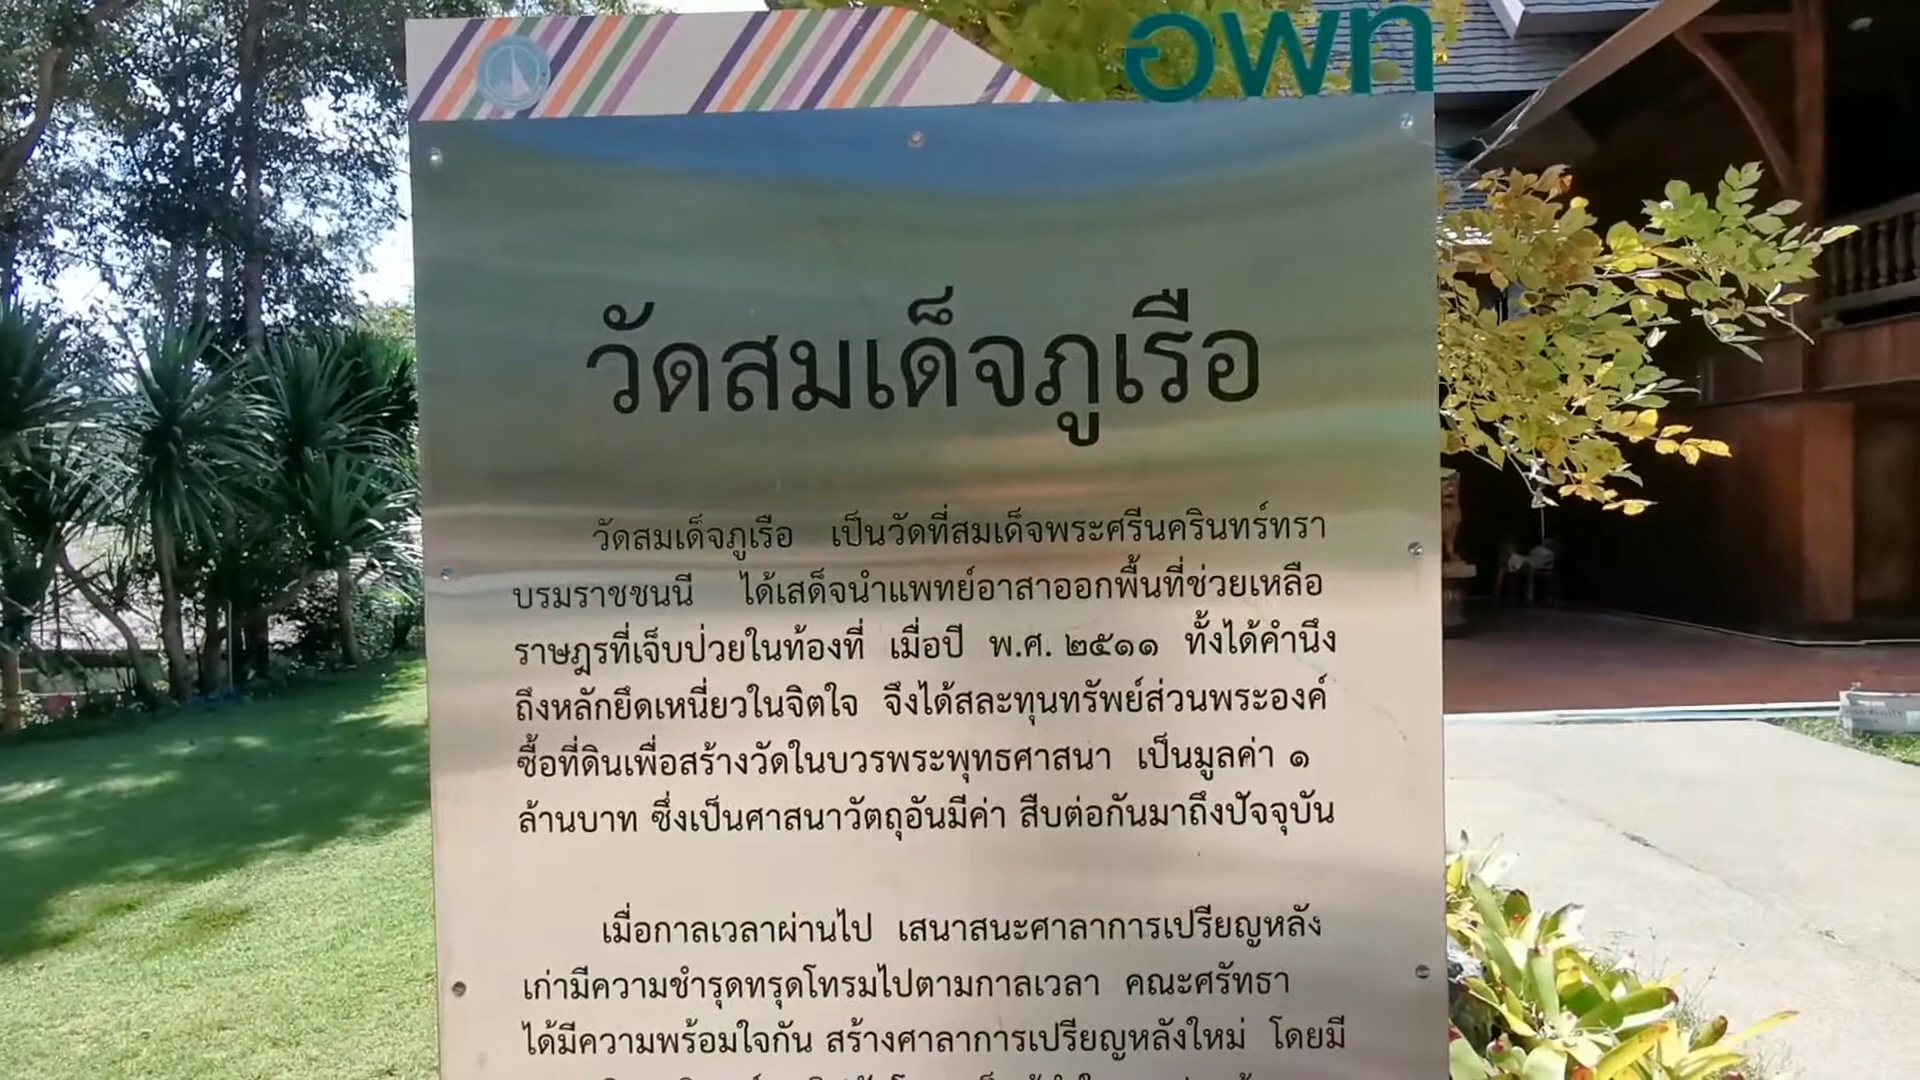 อพท
วัดสมเด็จภูเรือ
วัดสมเด็จภูเรือ เป็นวัดที่สมเด็จพระศรีนครินทร์ทรา
บรมราชชนนี ได้เสด็จนำแพทย์อาสาออกพื้นที่ช่วยเหลือ
ราษฎรที่เจ็บป่วยในท้องที่ เมื่อปี พ.ศ. ๒๕๑๑ ทั้งได้คำนึง
ถึงหลักยึดเหนี่ยวในจิตใจ จึงได้สละทุนทรัพย์ส่วนพระองค์
ซื้อที่ดินเพื่อสร้างวัดในบวรพระพุทธศาสนา เป็นมูลค่า ๑
ล้านบาท ซึ่งเป็นศาสนาวัตถุอันมีค่า สืบต่อกันมาถึงปัจจุบัน
เมื่อกาลเวลาผ่านไป เสนาสนะศาลาการเปรียญหลัง
เก่ามีความชำรุดทรุดโทรมไปตามกาลเวลา คณะศรัทธา
ได้มีความพร้อมใจกัน สร้างศาลาการเปรียญหลังใหม่ โดยมี